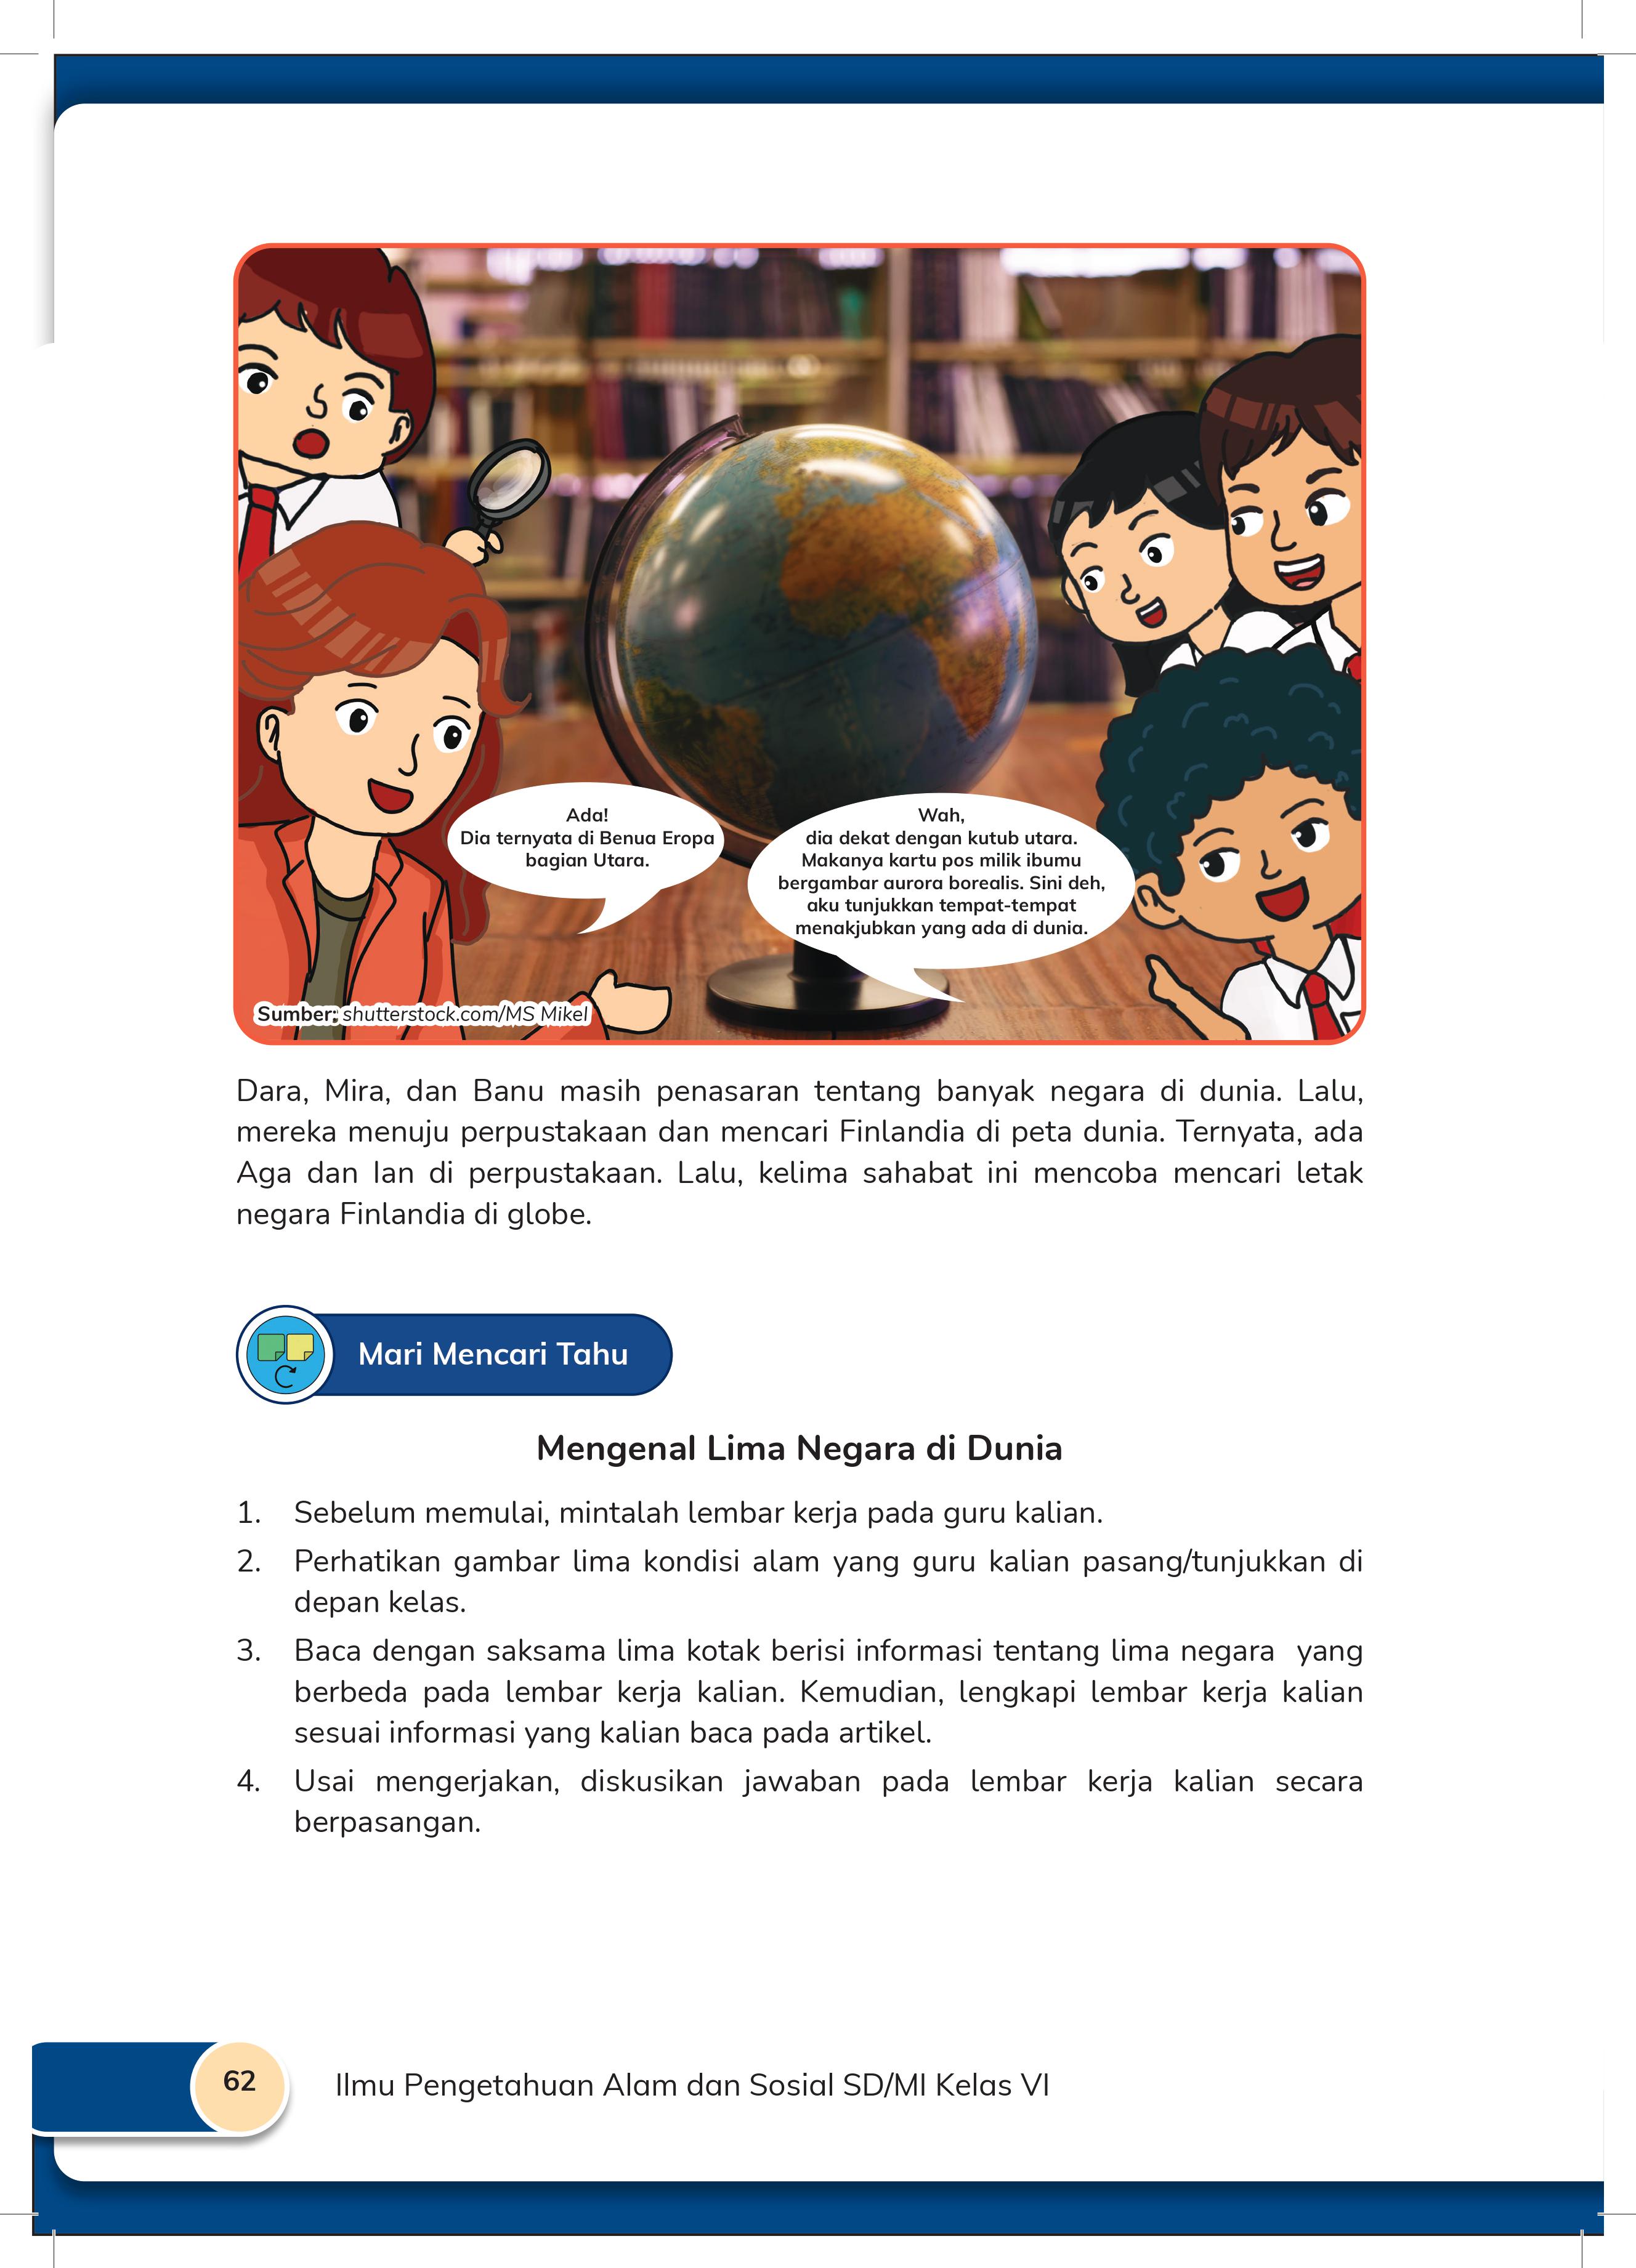 Ada!
Dia ternyata di Benua Eropa
bagian Utara.
Wah,
dia dekat dengan kutub utara.
Makanya kartu pos milik ibumu
bergambar aurora borealis. Sini deh,
aku tunjukkan tempat-tempat
menakjubkan yang ada di dunia.
Sumber: shutterstock.com/MS Mikel
Dara, Mira, dan Banu masih penasaran tentang banyak negara di dunia. Lalu,
mereka menuju perpustakaan dan mencari Finlandia di peta dunia. Ternyata, ada
Aga dan Ian di perpustakaan. Lalu, kelima sahabat ini mencoba mencari letak
negara Finlandia di globe.
Mari Mencari Tahu
Mengenal Lima Negara di Dunia
1. Sebelum memulai, mintalah lembar kerja pada guru kalian.
2. Perhatikan gambar lima kondisi alam yang guru kalian pasang/tunjukkan di
depan kelas.
3. Baca dengan saksama lima kotak berisi informasi tentang lima negara yang
berbeda pada lembar kerja kalian. Kemudian, lengkapi lembar kerja kalian
sesuai informasi yang kalian baca pada artikel.
4. Usai mengerjakan, diskusikan jawaban pada lembar kerja kalian secara
berpasangan.
62
Ilmu Pengetahuan Alam dan Sosial SD/MI Kelas VI